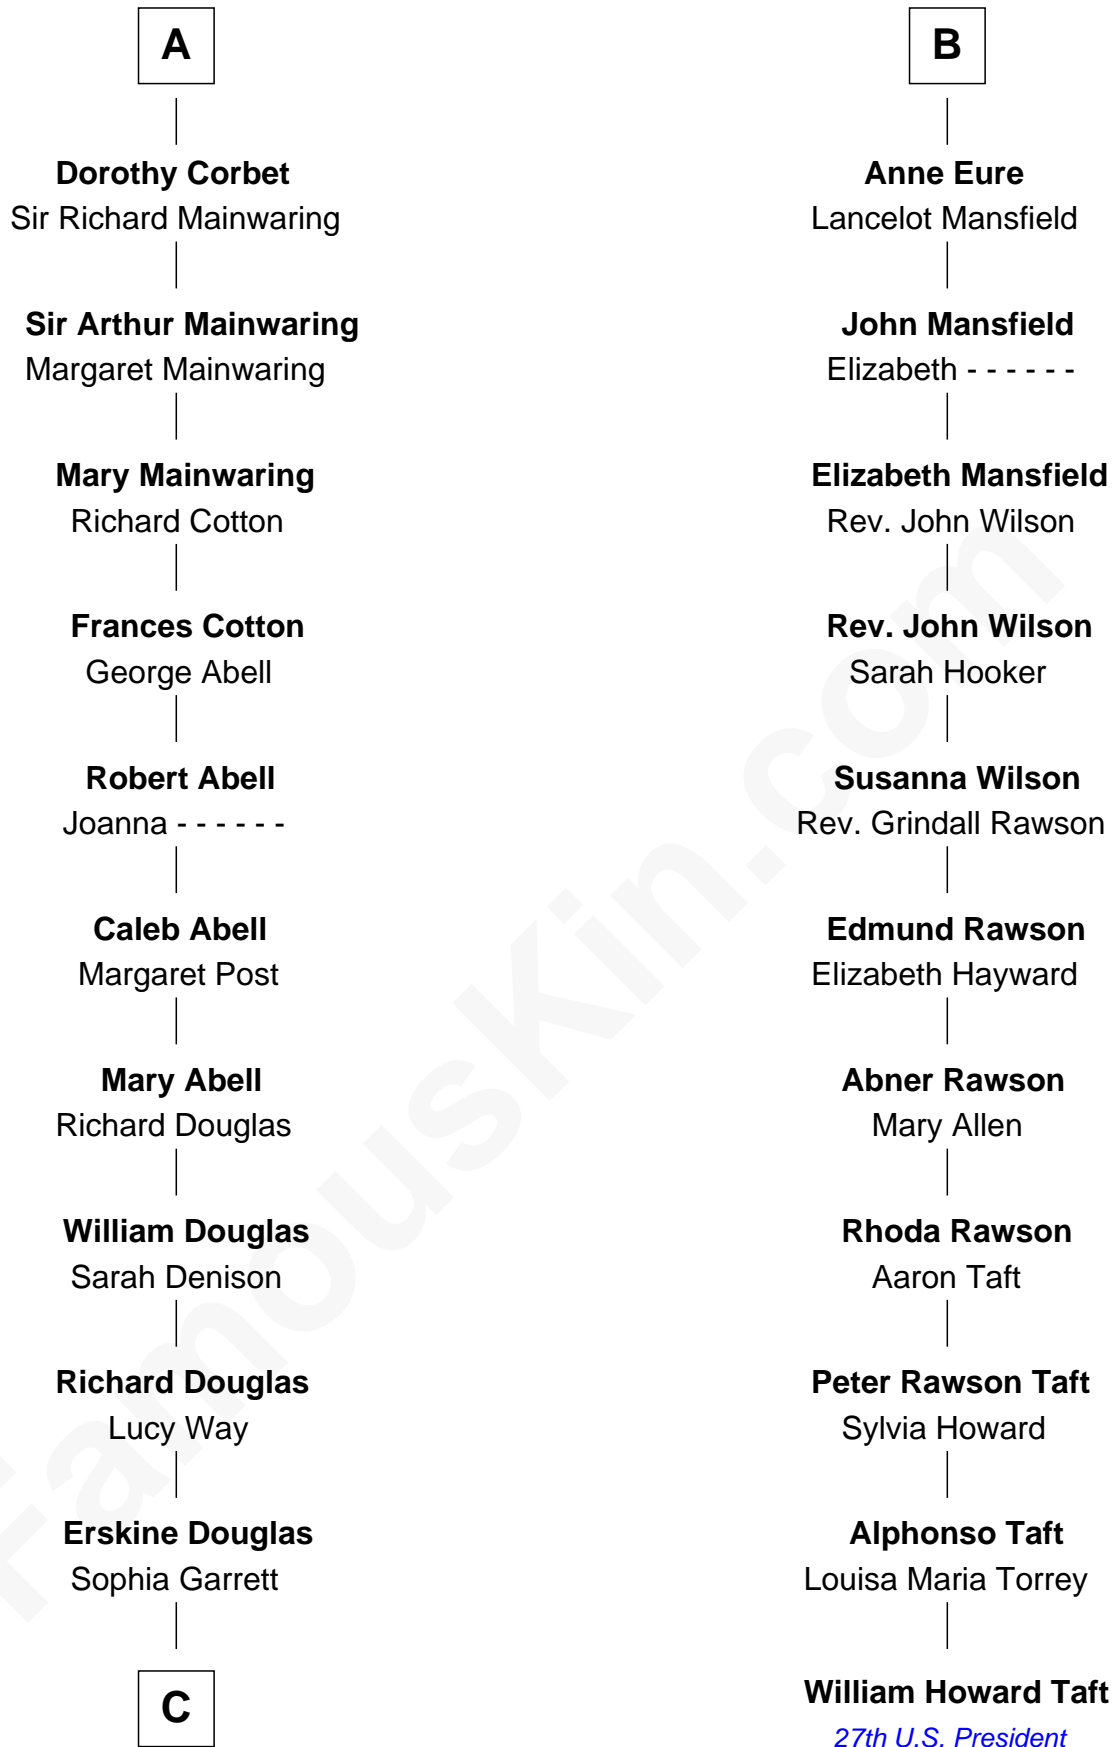 A
Dorothy Corbet
Sir Richard Mainwaring
Sir Arthur Mainwaring
Margaret Mainwaring
Mary Mainwaring
Richard Cotton
Frances Cotton
George Abell
Robert Abell
Joanna - - - - - -
Caleb Abell
Margaret Post
Mary Abell
Richard Douglas
William Douglas
Sarah Denison
Richard Douglas
Lucy Way
Erskine Douglas
Sophia Garrett
C
B
Anne Eure
Lancelot Mansfield
John Mansfield
Elizabeth - - - - - -
Elizabeth Mansfield
Rev. John Wilson
Rev. John Wilson
Sarah Hooker
Susanna Wilson
Rev. Grindall Rawson
Edmund Rawson
Elizabeth Hayward
Abner Rawson
Mary Allen
Rhoda Rawson
Aaron Taft
Peter Rawson Taft
Sylvia Howard
Alphonso Taft
Louisa Maria Torrey
William Howard Taft
27th U.S. President
FamousKin.com